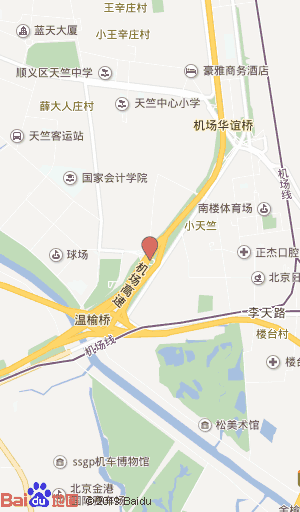 王辛庄村
蓝天大厦
小王辛庄村
顺义区天竺中学
豪雅商务酒店
薛大人庄村
天竺中心小学
机场华谊桥
天竺客运站
机场线
国家会计学院
南楼体育场
小天竺
球场
正杰口腔
机场高速
北京
李天路
温榆桥
楼台村
机场线
松美术馆
ssgp机车博物馆
北京金港
国际赛车场
Baidu地图
© 2019 Baidu